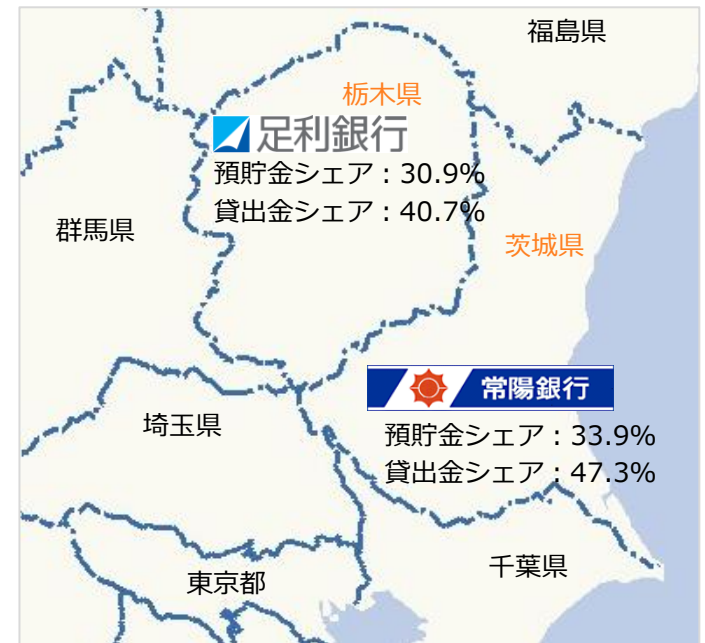 福島県
栃木県
足利銀行
預貯金シェア：30.9%
貸出金シェア：40.7%
群馬県
茨城県
常陽銀行
埼玉県
預貯金シェア：33.9%
貸出金シェア：47.3%
千葉県
東京都